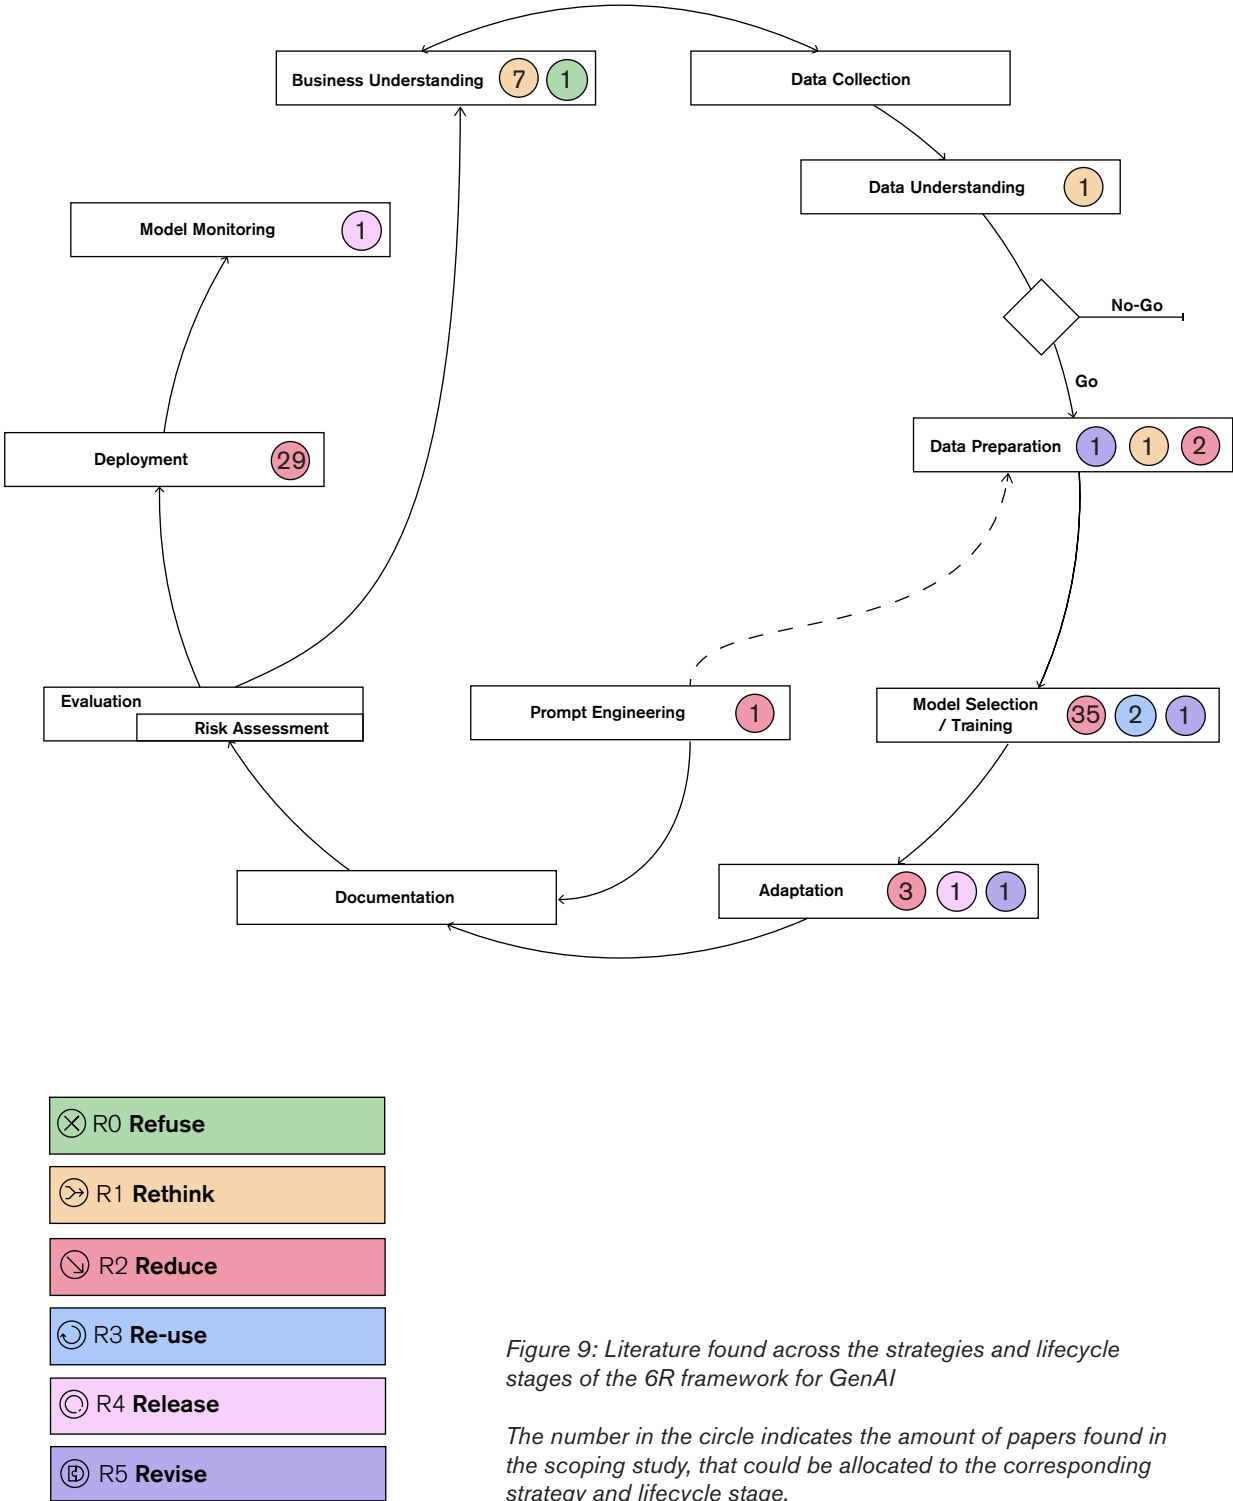 Business Understanding 7 1
Data Collection
Data Understanding 1
Model Monitoring 1
No-Go
Go
Data Preparation 1 1 2
Deployment 29
Evaluation
Risk Assessment
Prompt Engineering 1
Model Selection
/ Training 35 2 1
Adaptation 3 1 1
Documentation
R0 Refuse
R1 Rethink
R2 Reduce
R3 Re-use
R4 Release
R5 Revise
Figure 9: Literature found across the strategies and lifecycle
stages of the 6R framework for GenAI
The number in the circle indicates the amount of papers found in
the scoping study, that could be allocated to the corresponding
strategy and lifecycle stage.